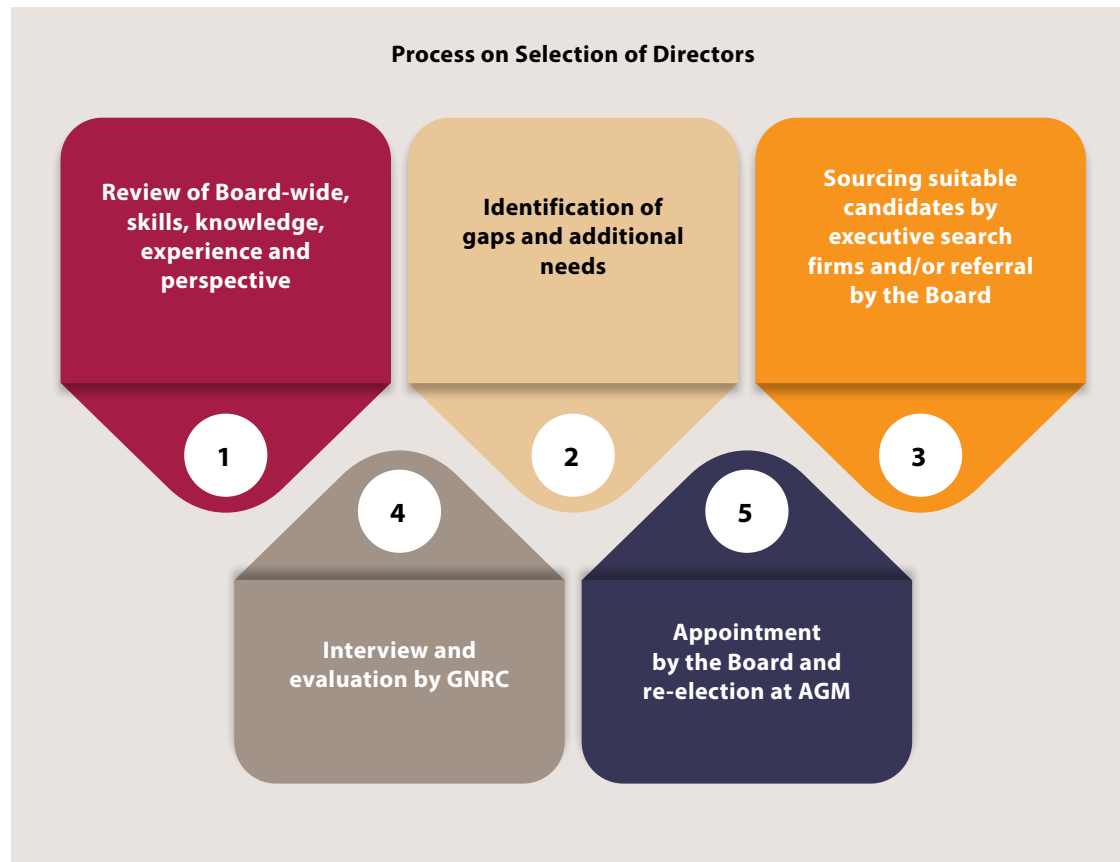 Process on Selection of Directors
Review of Board-wide,
skills, knowledge,
experience and
perspective
1
Identification of
gaps and additional
needs
2
Sourcing suitable
candidates by
executive search
firms and/or referral
by the Board
3
4
Interview and
evaluation by GNRC
5
Appointment
by the Board and
re-election at AGM